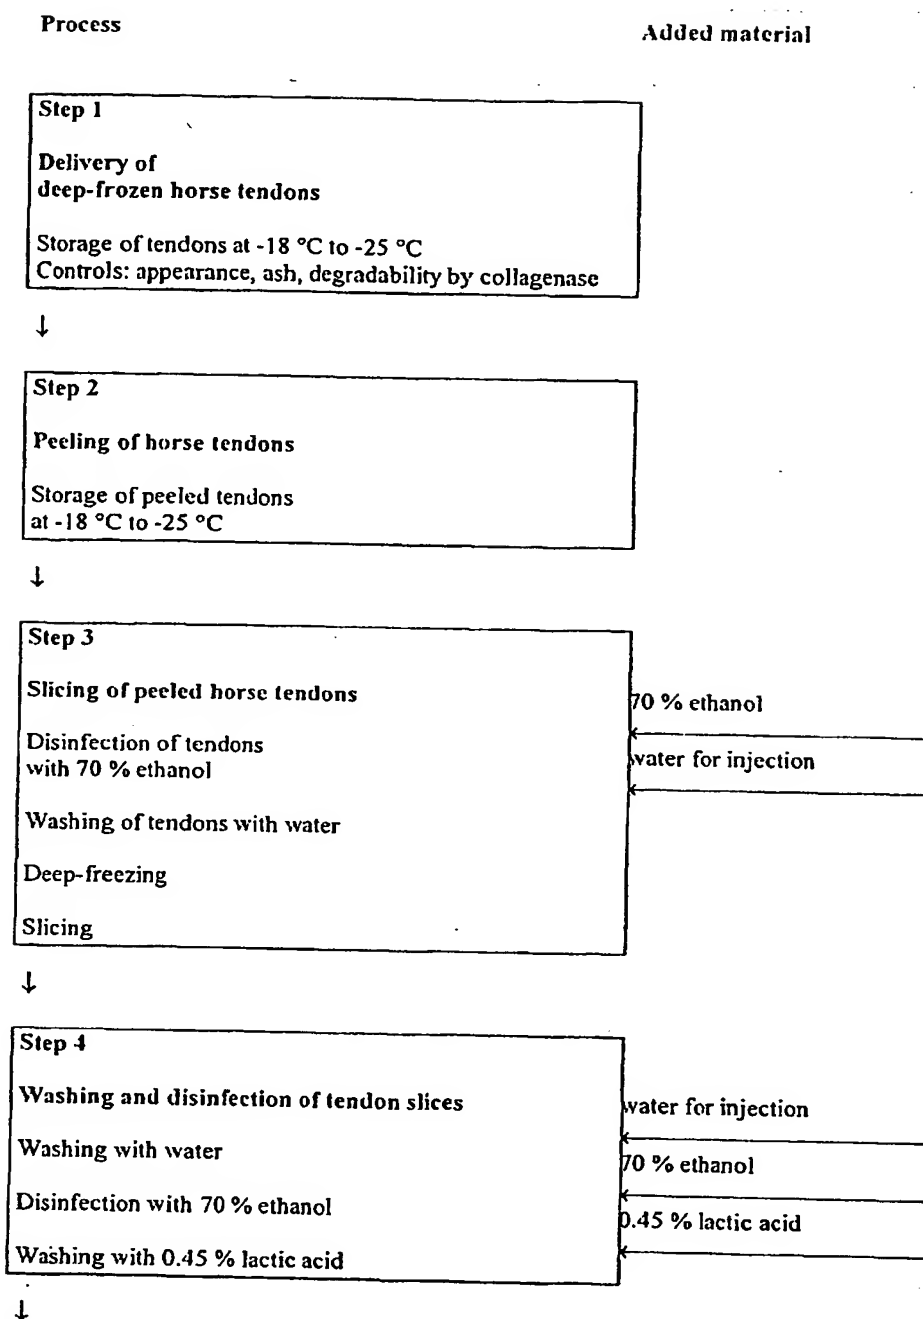 Process
Added material
Step 1
Delivery of
deep-frozen horse tendons
Storage of tendons at -18 °C to -25 °C
Controls: appearance, ash, degradability by collagenase
↓
Step 2
Peeling of horse tendons
Storage of peeled tendons
at -18 °C to -25 °C
↓
Step 3
Slicing of peeled horse tendons
70 % ethanol
Disinfection of tendons
with 70 % ethanol
water for injection
Washing of tendons with water
Deep-freezing
Slicing
↓
Step 4
Washing and disinfection of tendon slices
water for injection
Washing with water
70 % ethanol
Disinfection with 70 % ethanol
0.45 % lactic acid
Washing with 0.45 % lactic acid
↓